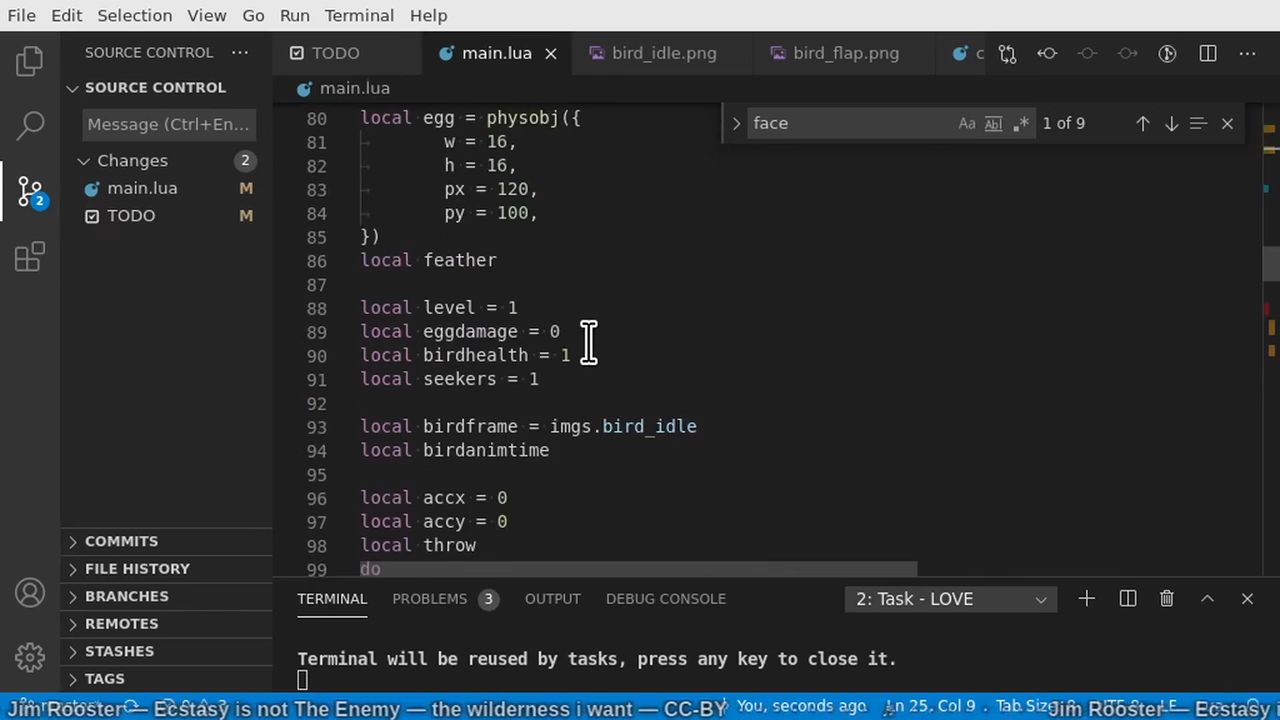 File Edit Selection View Go Run Terminal Help
SOURCE CONTROL ···
TODO main.lua bird_idle.png bird_flap.png c
SOURCE CONTROL
Message (Ctrl+En...
Changes 2
main.lua M
TODO M
2
COMMITS
FILE HISTORY
BRANCHES
REMOTES
STASHES
TAGS
main.lua
face Aa Abl .* 1 of 9
80 local egg = physobj({
81 w = 16,
82 h = 16,
83 px = 120,
84 py = 100,
85 })
86 local feather
87
88 local level = 1
89 local eggdamage = 0
90 local birdhealth = 1
91 local seekers = 1
92
93 local birdframe = imgs.bird_idle
94 local birdanimtime
95
96 local accx = 0
97 local accy = 0
98 local throw
99 do
TERMINAL PROBLEMS 3 OUTPUT DEBUG CONSOLE 2: Task - LOVE
Terminal will be reused by tasks, press any key to close it.
You, seconds ago Ln 25, Col 9 Tab Size: 8
Jim Rooster — Ecstasy is not The Enemy — the wilderness i want — CC-BY
Jim Rooster — Ecstasy i